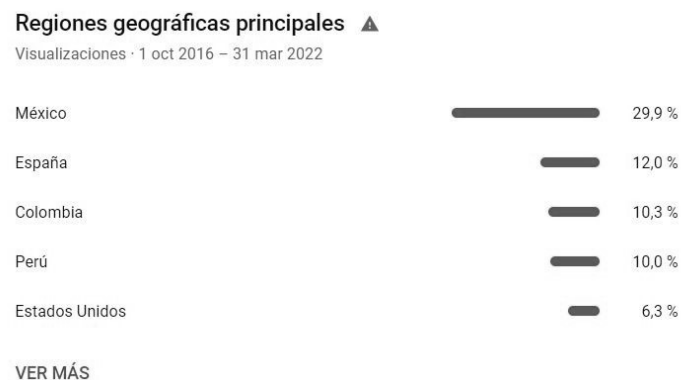 Regiones geográficas principales
Visualizaciones · 1 oct 2016 – 31 mar 2022
México 29,9 %
España 12,0 %
Colombia 10,3 %
Perú 10,0 %
Estados Unidos 6,3 %
VER MÁS